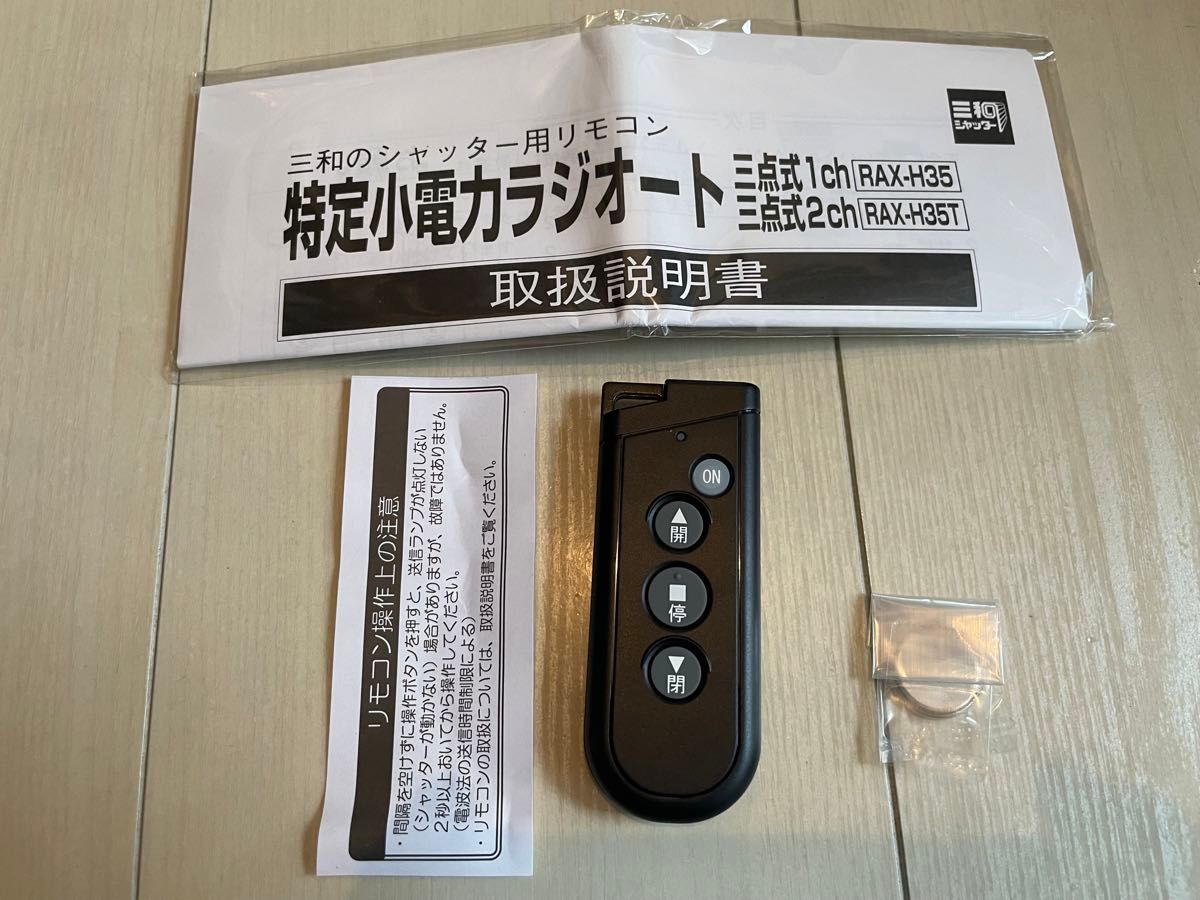 三和シャッター
三和のシャッター用リモコン
特定小電力ラジオート
三点式1ch RAX-H35
三点式2ch RAX-H35T
取扱説明書
リモコン操作上の注意
・間隔を空けずに操作ボタンを押すと、送信ランプが点灯しない
（シャッターが動かない）場合がありますが、故障ではありません。
2秒以上おいてから操作してください。
（電波法の送信時間制限による）
・リモコンの取扱については、取扱説明書をご覧ください。
ON
▲
開
■
停
▼
閉